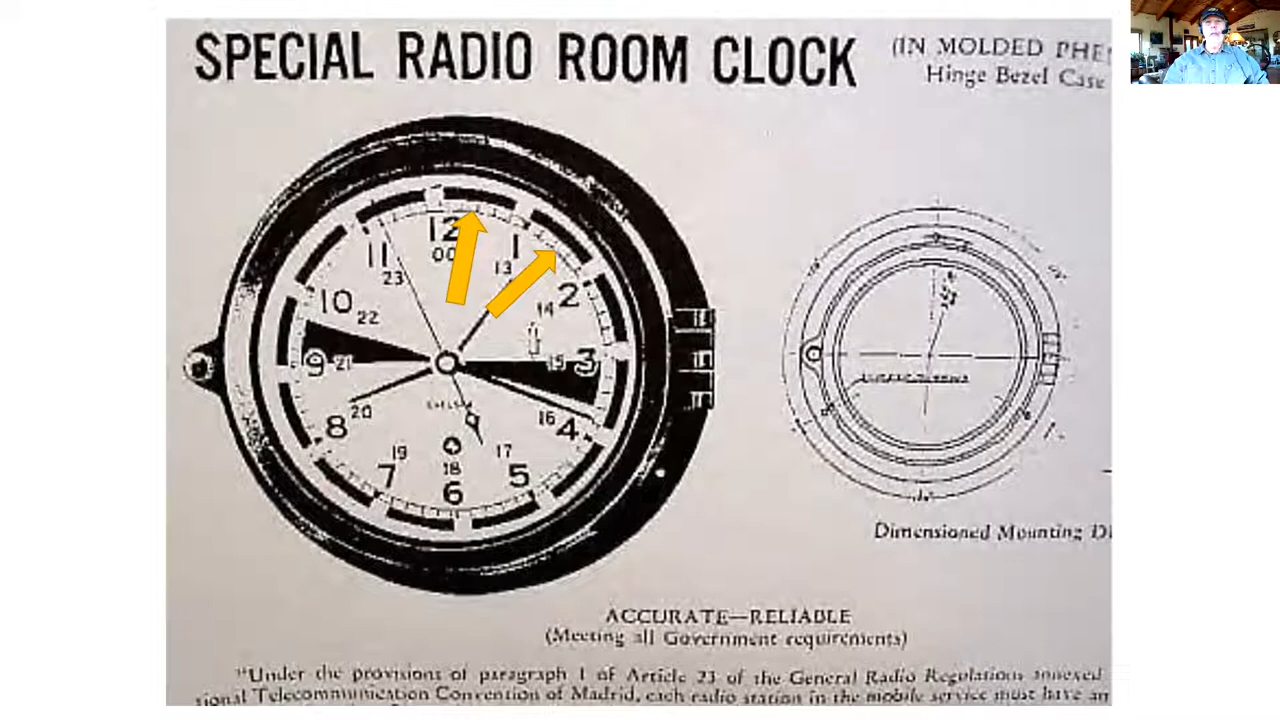 SPECIAL RADIO ROOM CLOCK
(IN MOLDED PHE
Hinge Bezel Case
12
00
11
23
1
13
10
22
2
14
9
21
3
15
8
20
4
16
CHELSEA
7
19
5
17
18
6
Dimensioned Mounting D
ACCURATE—RELIABLE
(Meeting all Government requirements)
"Under the provisions of paragraph 1 of Article 23 of the General Radio Regulations annexed
sional Telecommunication Convention of Madrid, each radio station in the mobile service must have an